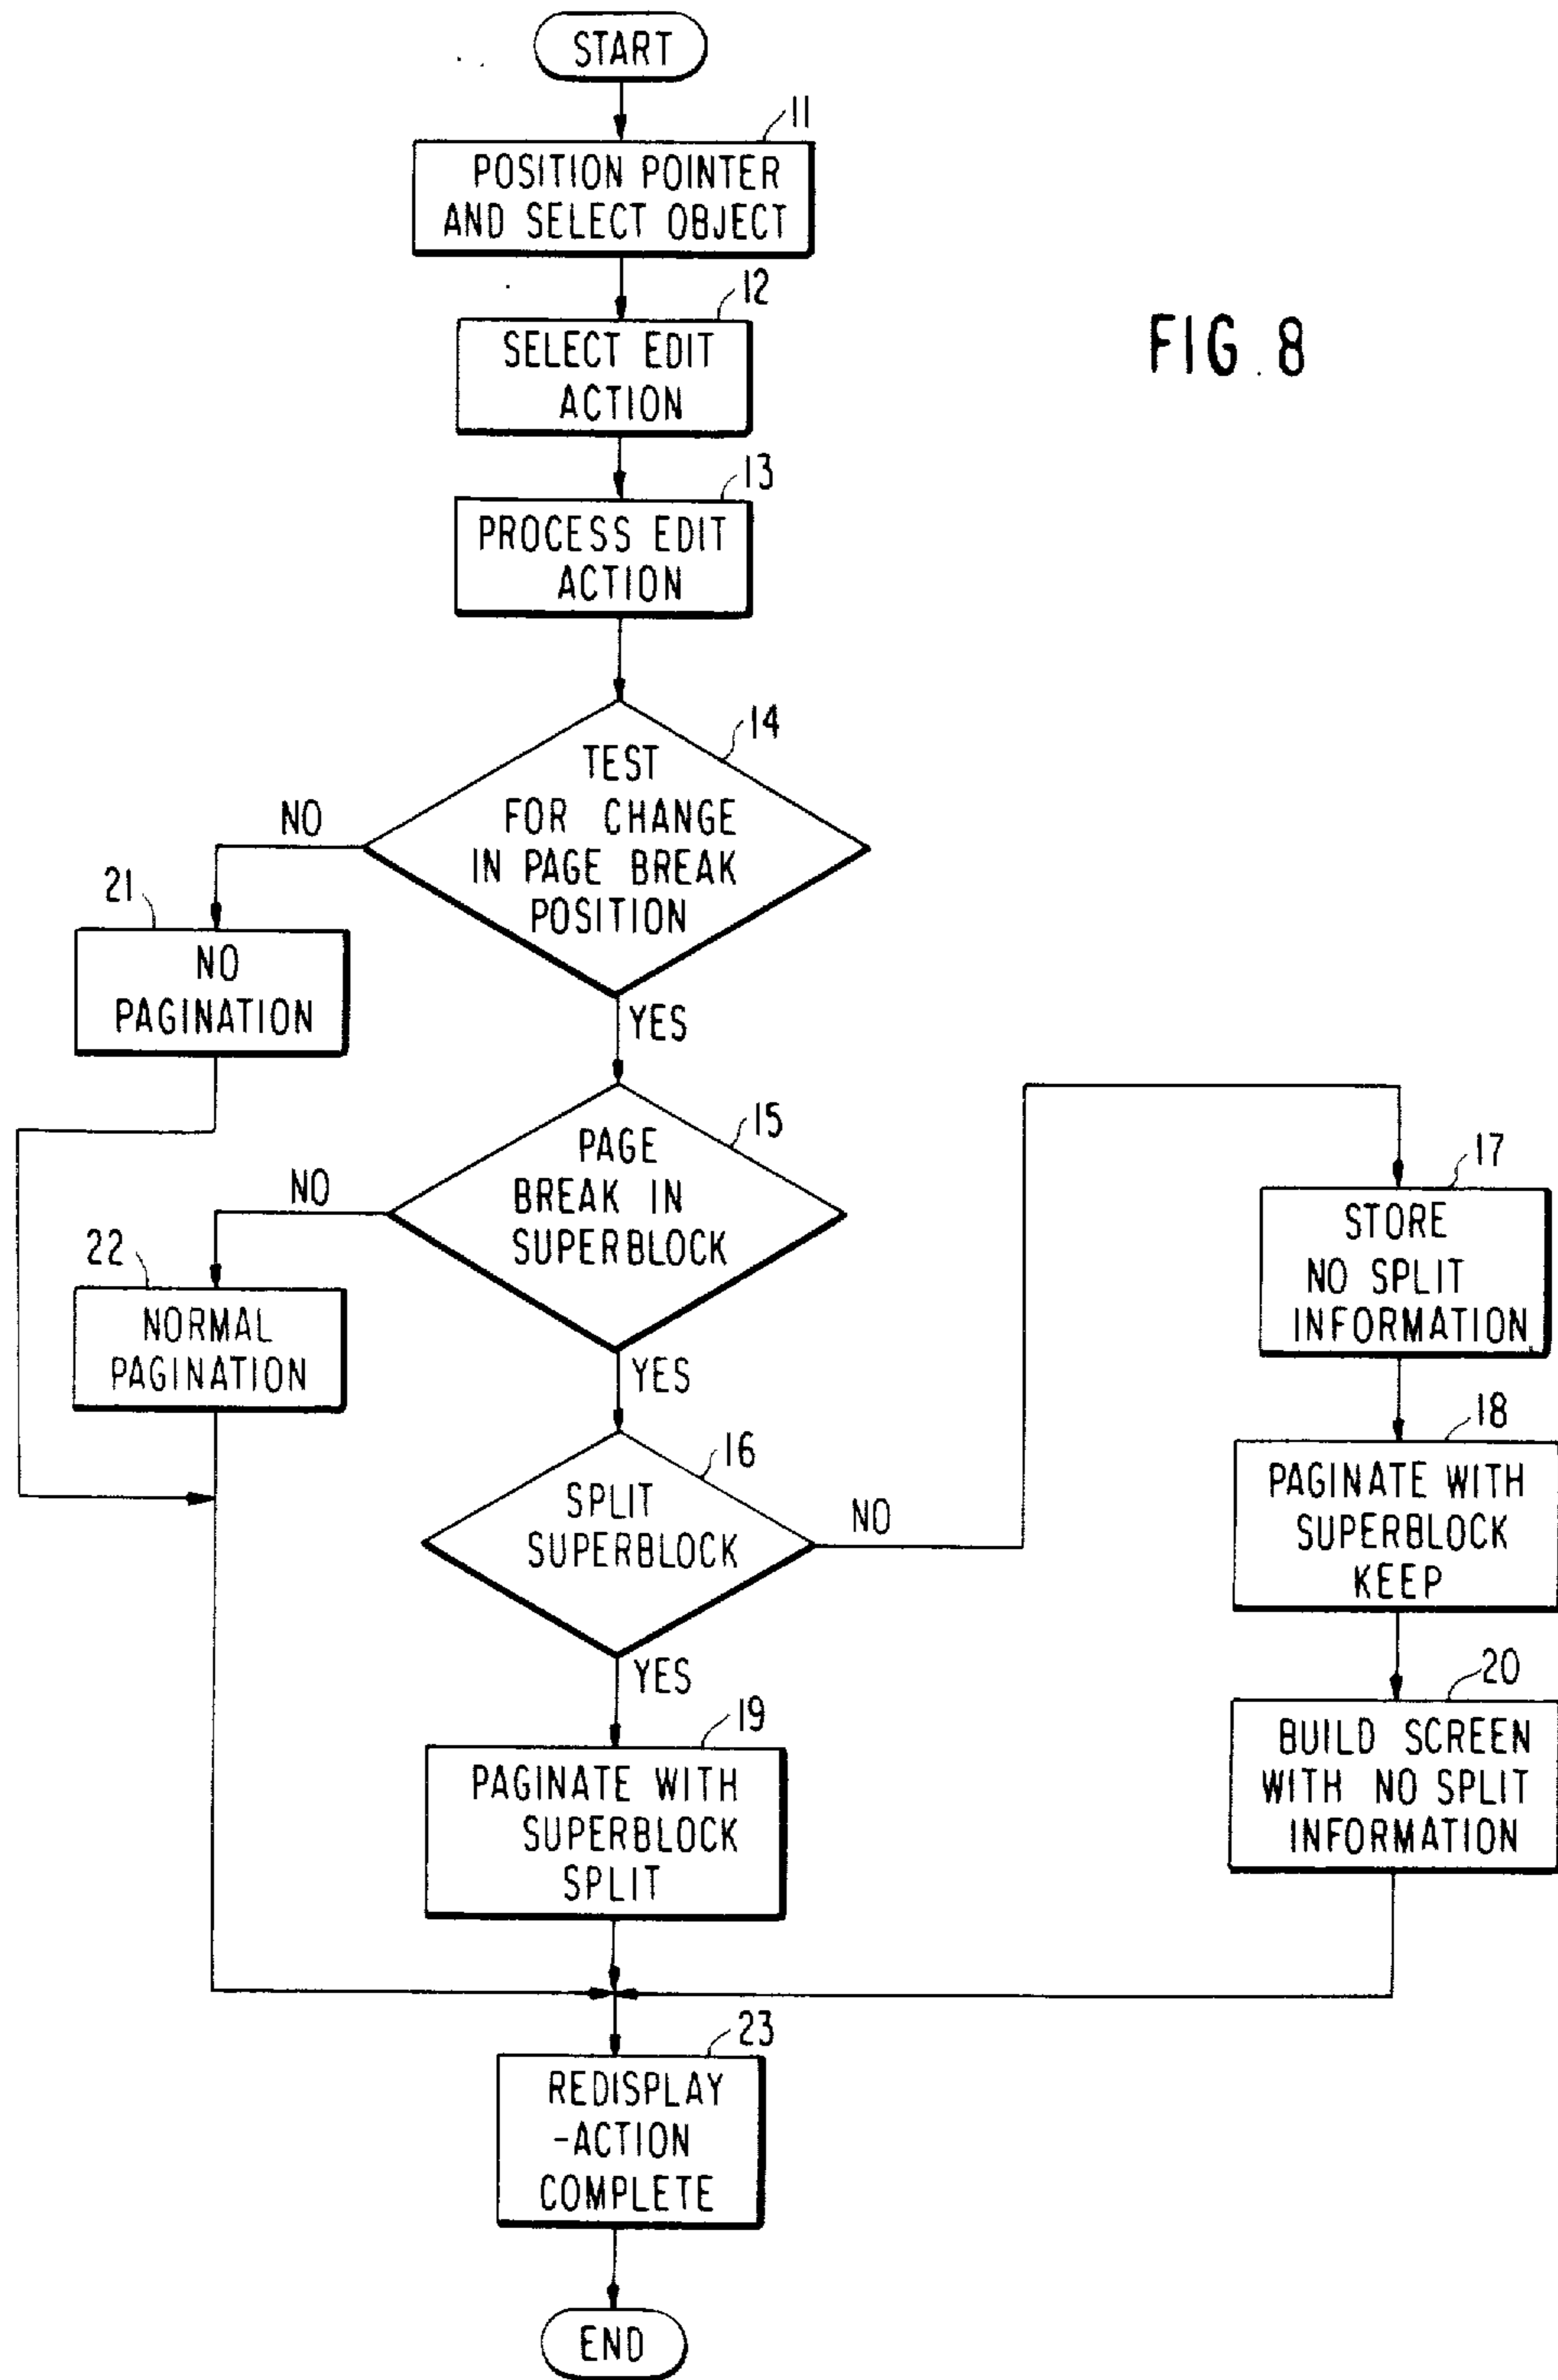 START
11
POSITION POINTER
AND SELECT OBJECT
12
SELECT EDIT
ACTION
FIG. 8
13
PROCESS EDIT
ACTION
14
TEST
FOR CHANGE
IN PAGE BREAK
POSITION
NO
21
NO
PAGINATION
YES
15
PAGE
BREAK IN
SUPERBLOCK
NO
22
NORMAL
PAGINATION
YES
16
SPLIT
SUPERBLOCK
NO
17
STORE
NO SPLIT
INFORMATION
18
PAGINATE WITH
SUPERBLOCK
KEEP
YES
19
PAGINATE WITH
SUPERBLOCK
SPLIT
20
BUILD SCREEN
WITH NO SPLIT
INFORMATION
23
REDISPLAY
-ACTION
COMPLETE
END